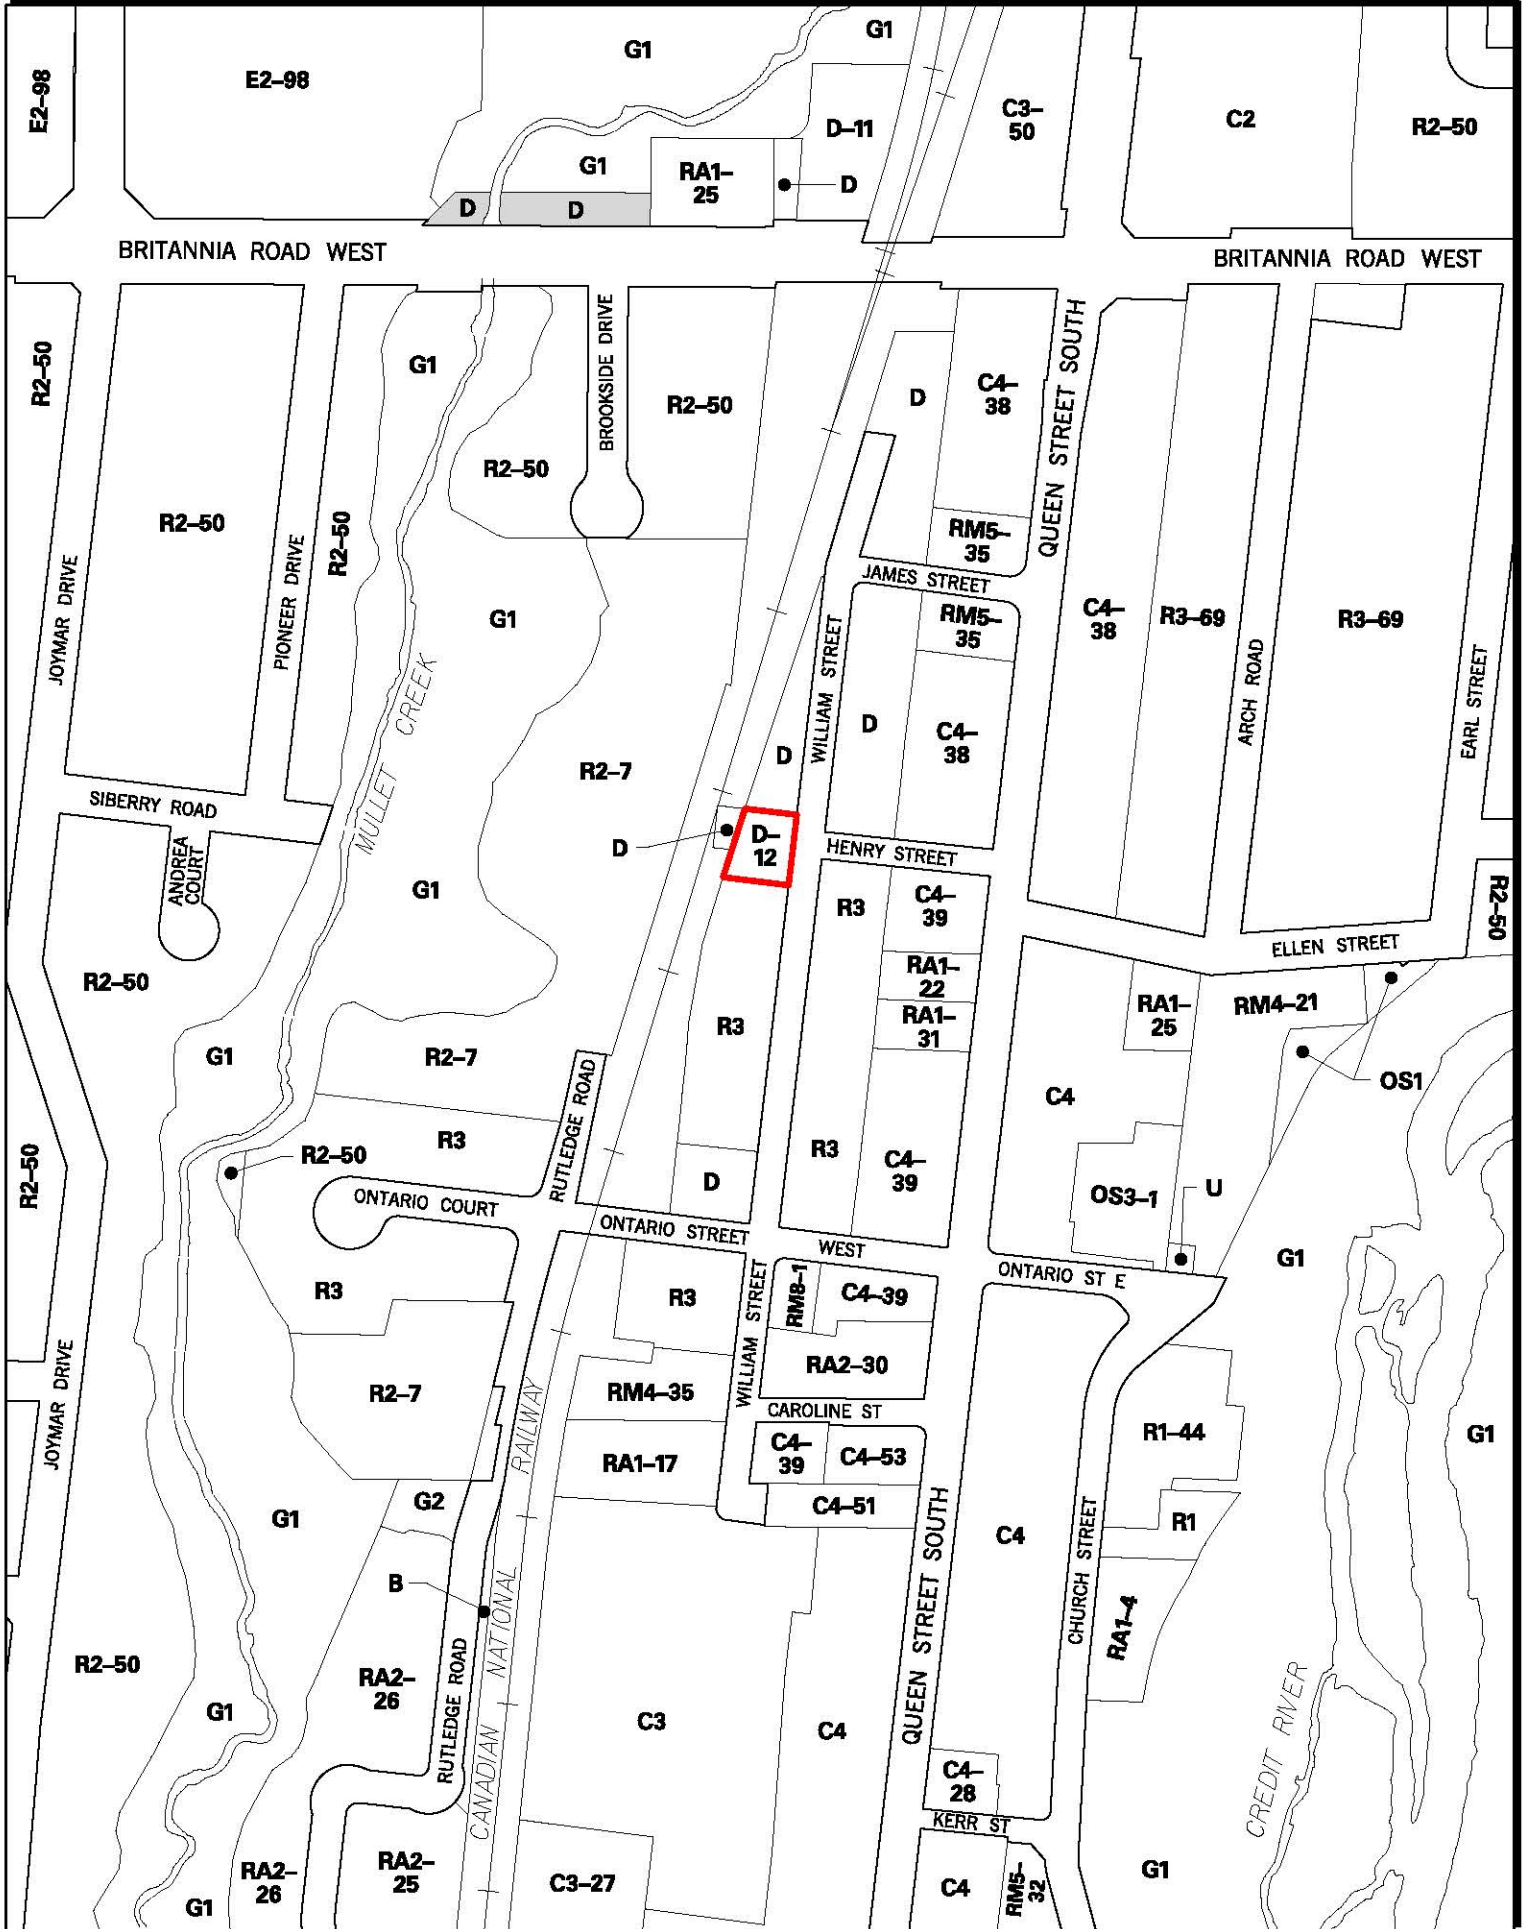 G1
G1
E2–98
E2–98
C3–
50
C2
R2–50
D–11
G1
RA1–
25
D
D
D
BRITANNIA ROAD WEST
BRITANNIA ROAD WEST
R2–50
G1
BROOKSIDE DRIVE
R2–50
D
C4–
38
QUEEN STREET SOUTH
R2–50
R2–50
PIONEER DRIVE
R2–50
RM5–
35
JAMES STREET
JOYMAR DRIVE
G1
RM5–
35
C4–
38
R3–69
R3–69
ARCH ROAD
EARL STREET
MULLET CREEK
WILLIAM STREET
D
C4–
38
D
R2–7
SIBERRY ROAD
ANDREA
COURT
D
D–
12
HENRY STREET
G1
R3
C4–
39
R2–50
ELLEN STREET
R2–50
RA1–
22
RA1–
25
RM4–21
RA1–
31
R3
G1
R2–7
OS1
C4
RUTLEDGE ROAD
R3
R2–50
R2–50
R3
C4–
39
D
OS3–1
U
ONTARIO COURT
ONTARIO STREET
WEST
ONTARIO ST E
G1
R3
R3
WILLIAM STREET
RM8–1
C4–39
RA2–30
R2–7
RM4–35
JOYMAR DRIVE
CAROLINE ST
R1–44
G1
RA1–17
C4–
39
C4–53
G2
C4–51
G1
QUEEN STREET SOUTH
C4
CHURCH STREET
R1
B
CANADIAN NATIONAL RAILWAY
RA1–4
R2–50
RA2–
26
RUTLEDGE ROAD
G1
C3
C4
CREDIT RIVER
C4–
28
KERR ST
RA2–
26
RA2–
25
C3–27
C4
RM5–
32
G1
G1